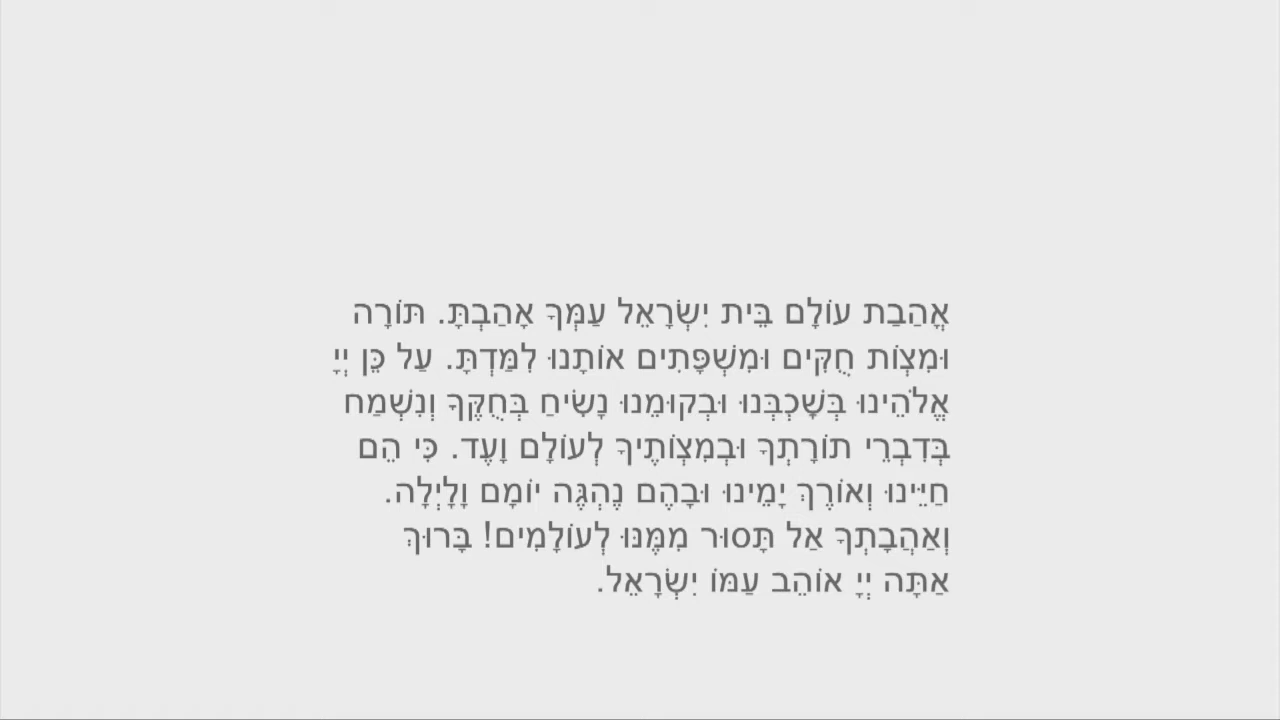 אַהֲבַת עוֹלָם בֵּית יִשְׂרָאֵל עַמְּךָ אָהַבְתָּ. תּוֹרָה
וּמִצְוֹת חֻקִּים וּמִשְׁפָּתִים אוֹתָנוּ לִמַּדְתָּ. עַל כֵּן יְיָ
אֱלֹהֵינוּ בְּשָׁכְבְּנוּ וּבְקוּמֵנוּ נָשִׂיחַ בְּחֻקֶּךָ וְנִשְׂמַח
בְּדִבְרֵי תוֹרָתְךָ וּבְמִצְוֹתֶיךָ לְעוֹלָם וָעֶד. כִּי הֵם
חַיֵּינוּ וְאוֹרֶךְ יָמֵינוּ וּבָהֶם נֶהְגֶּה יוֹמָם וָלָיְלָה.
וְאַהֲבָתְךָ אַל תָּסוּר מִמֶּנּוּ לְעוֹלָמִים! בָּרוּךְ
אַתָּה יְיָ אוֹהֵב עַמּוֹ יִשְׂרָאֵל.